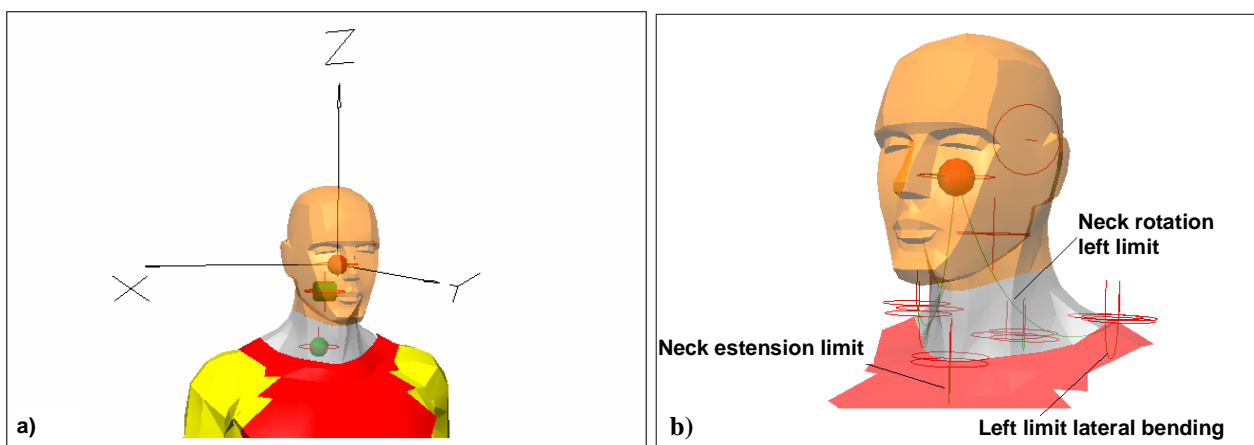 Z
X
Y
a)
Neck rotation
left limit
Neck estension limit
Left limit lateral bending
b)